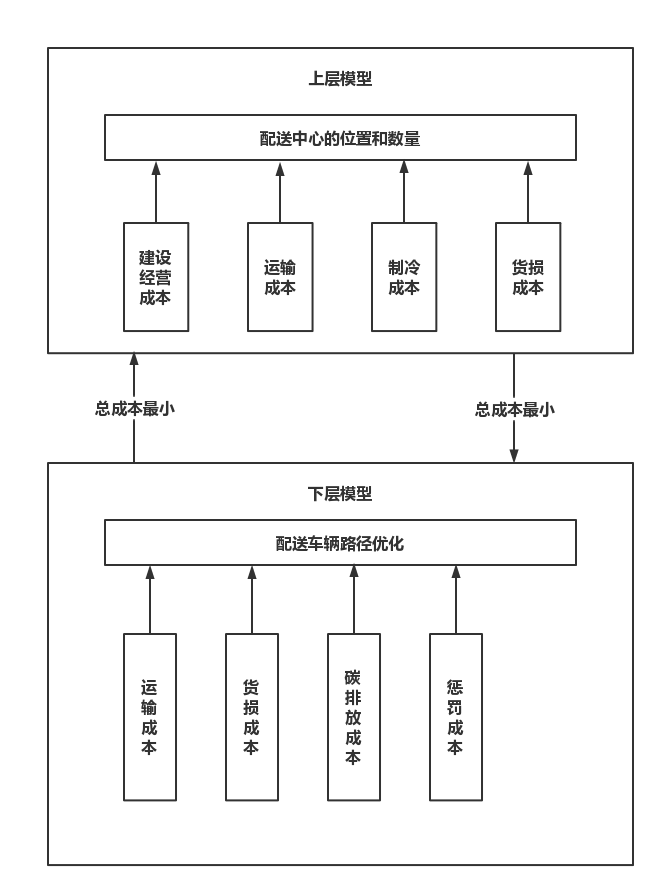 上层模型
配送中心的位置和数量
建设
经营
成本
运输
成本
制冷
成本
货损
成本
总成本最小
总成本最小
下层模型
配送车辆路径优化
运
输
成
本
货
损
成
本
碳
排
放
成
本
惩
罚
成
本